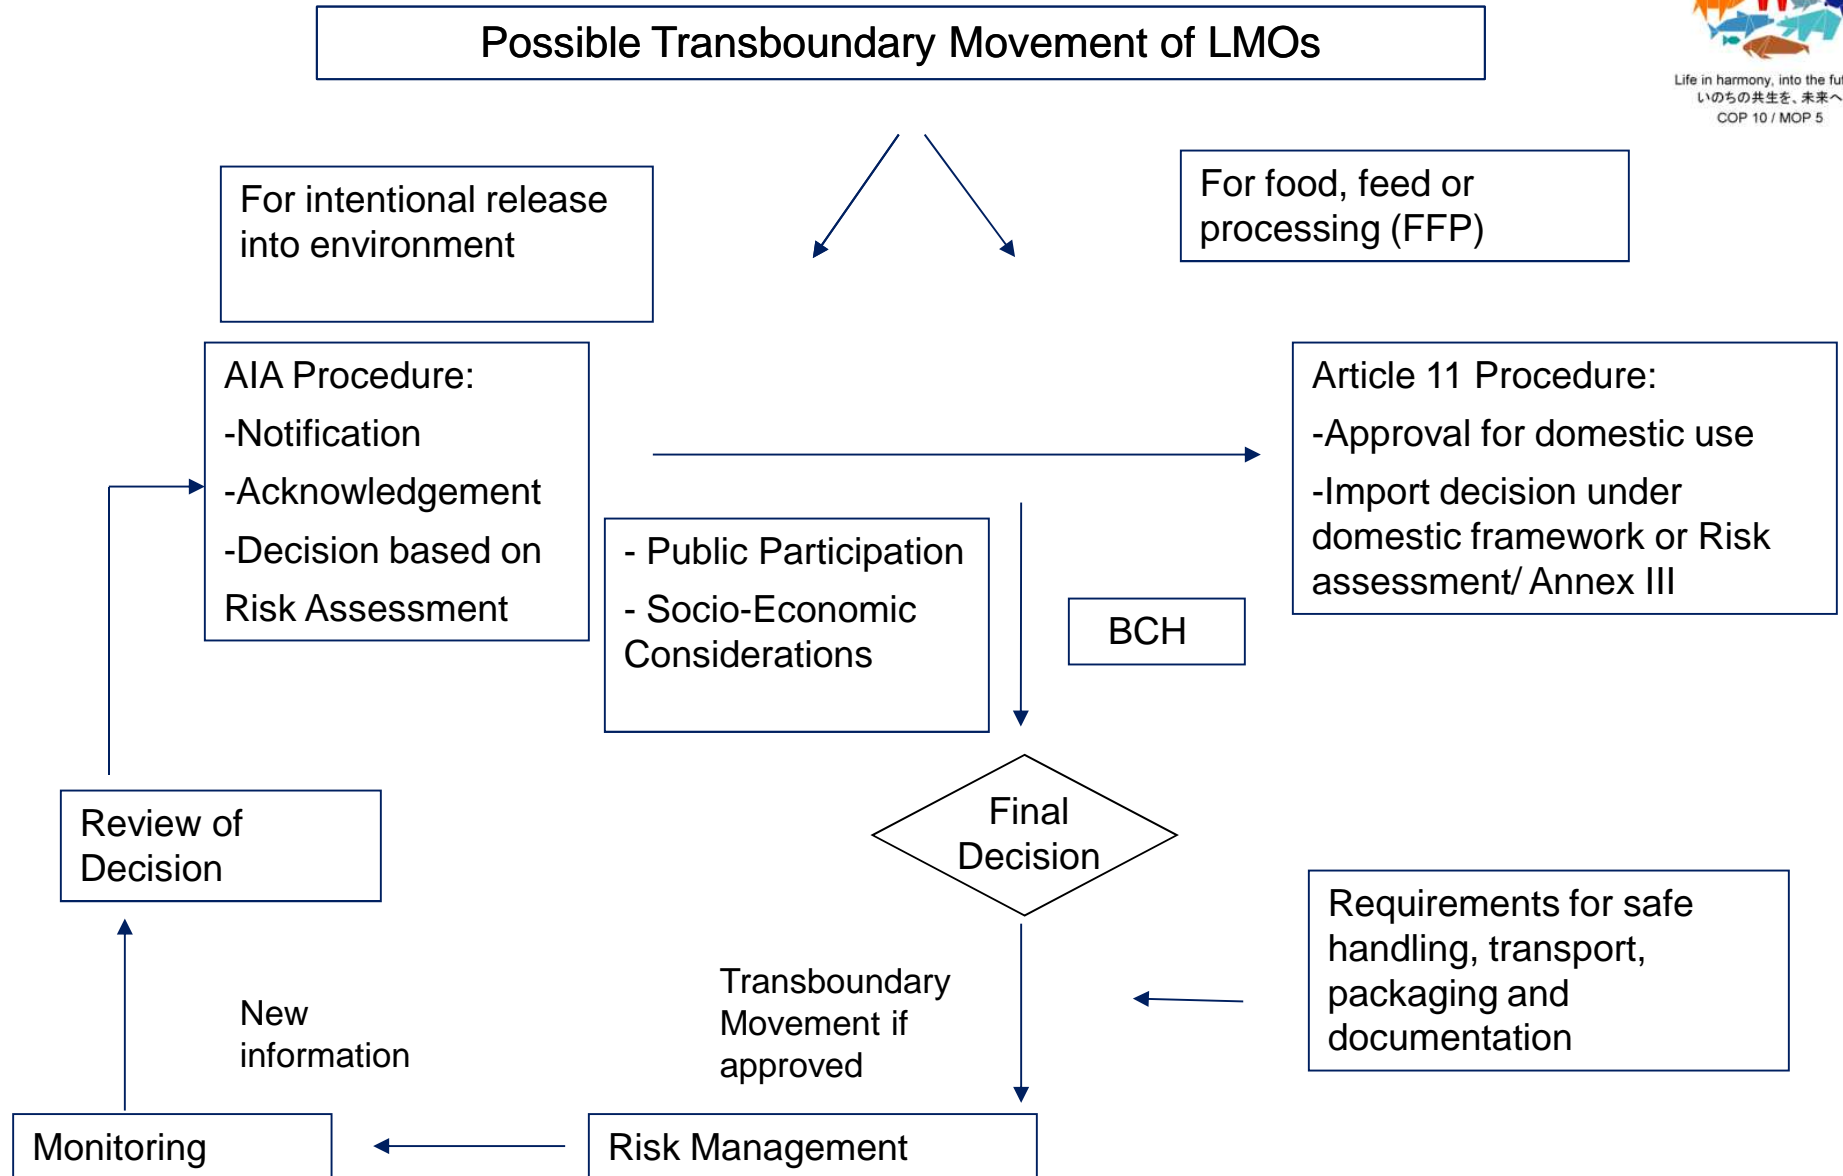 Possible Transboundary Movement of LMOs
Life in harmony, into the
いのちの共生を、未来へ
COP 10 / MOP 5
For intentional release
into environment
For food, feed or
processing (FFP)
AIA Procedure:
-Notification
-Acknowledgement
-Decision based on
Risk Assessment
- Public Participation
- Socio-Economic
Considerations
BCH
Article 11 Procedure:
-Approval for domestic use
-Import decision under
domestic framework or Risk
assessment/ Annex III
Review of
Decision
Final
Decision
Requirements for safe
handling, transport,
packaging and
documentation
New
information
Transboundary
Movement if
approved
Monitoring
Risk Management